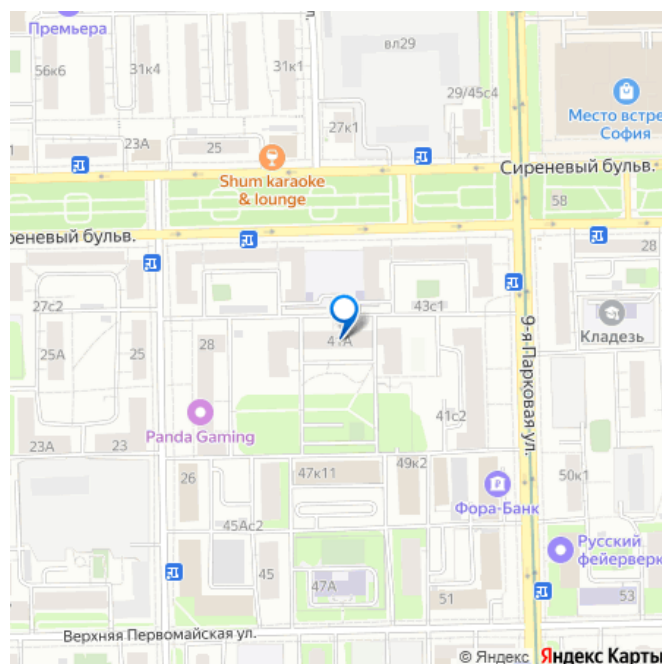 Премьера
56к6
31к4
31к1
вл29
29/45с4
27к1
23А
25
Место встре
София
Shum karaoke
& lounge
Сиреневый бульв.
58
реневый бульв.
28
27с2
43с1
41А
9-я Парковая ул.
Кладезь
25А
25
28
Panda Gaming
41с2
23А
23
26
47к11
49к2
50к1
Фора-Банк
45Ас2
Русский
фейерверк
45
47А
51
53
Верхняя Первомайская ул.
© Яндекс Яндекс Карты